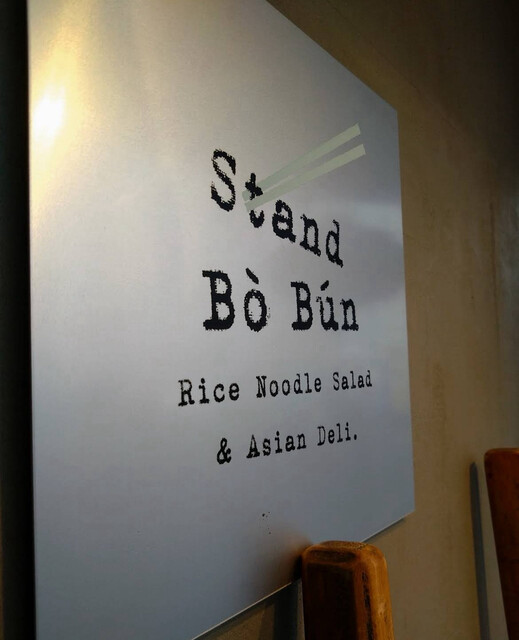 Stand
Bò Bún
Rice Noodle Salad
& Asian Deli.